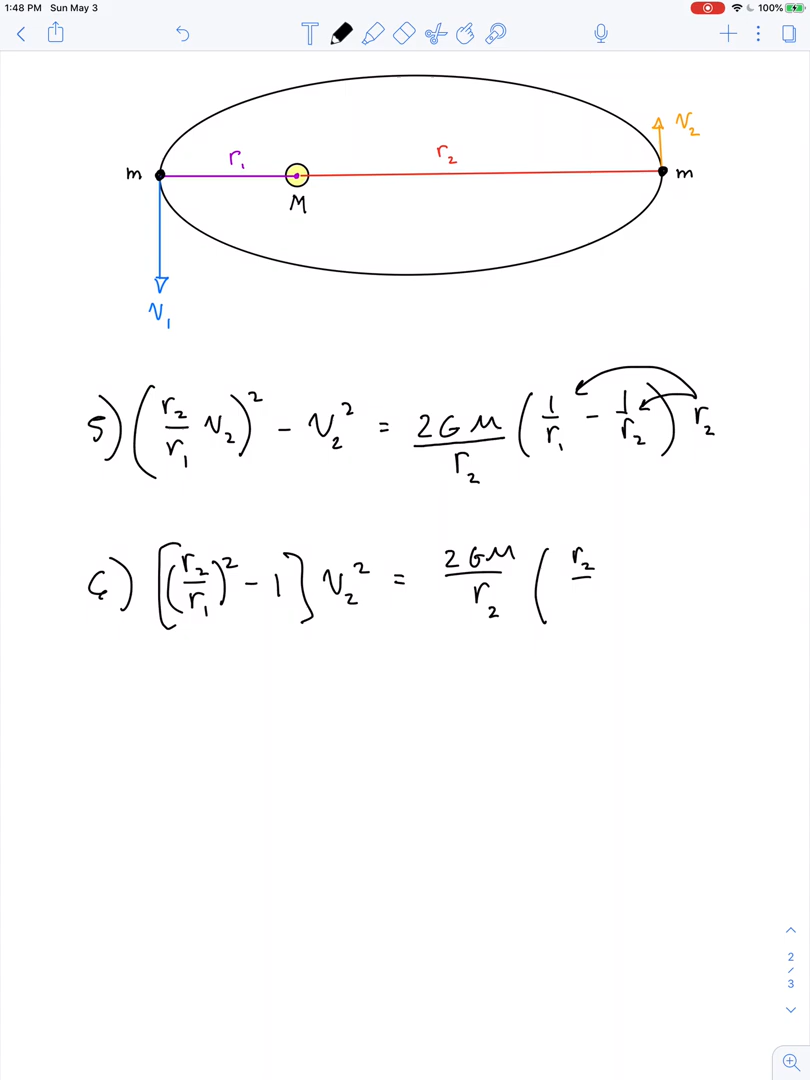 1:48 PM Sun May 3
100%
T
r₁
r₂
m
M
m
v₂
v₁
5) (r₂/r₁ v₂)² - v₂² = 2GM/r₂ (1/r₁ - 1/r₂) r₂
6) [(r₂/r₁)² - 1] v₂² = 2GM/r₂ (r₂/
2
/
3